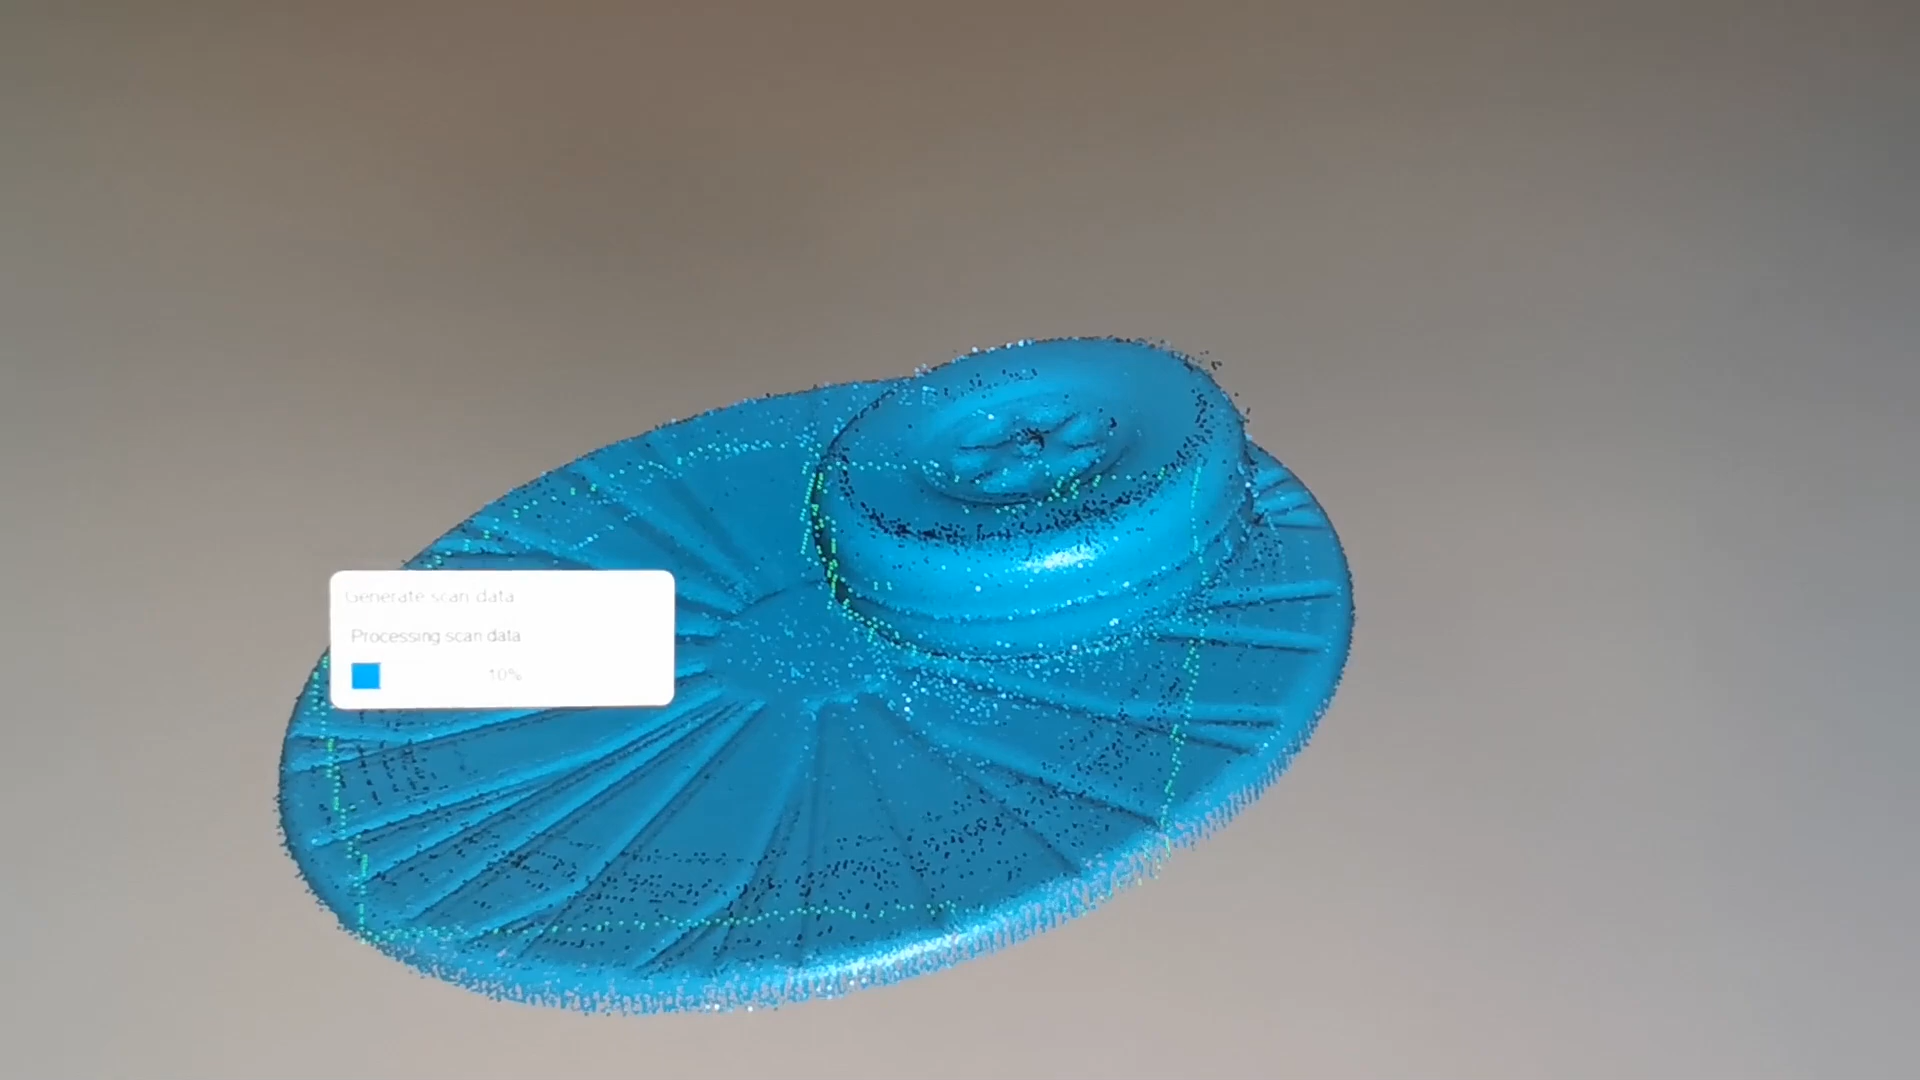 Generate scan data
Processing scan data
10%